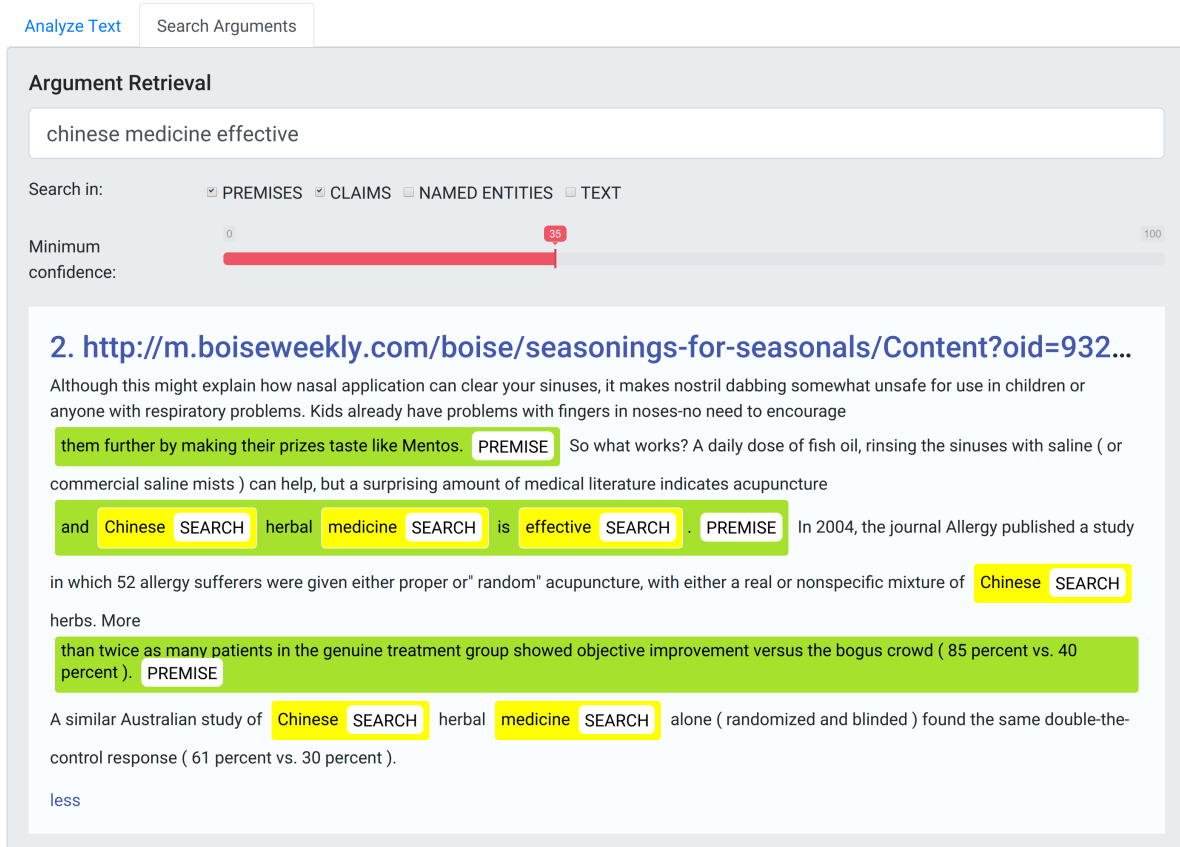 Analyze Text Search Arguments
Argument Retrieval
chinese medicine effective
Search in: PREMISES CLAIMS NAMED ENTITIES TEXT
0 35 100
Minimum
confidence:
2. http://m.boiseweekly.com/boise/seasonings-for-seasonals/Content?oid=932...
Although this might explain how nasal application can clear your sinuses, it makes nostril dabbing somewhat unsafe for use in children or
anyone with respiratory problems. Kids already have problems with fingers in noses-no need to encourage
them further by making their prizes taste like Mentos. PREMISE So what works? A daily dose of fish oil, rinsing the sinuses with saline ( or
commercial saline mists ) can help, but a surprising amount of medical literature indicates acupuncture
and Chinese SEARCH herbal medicine SEARCH is effective SEARCH . PREMISE In 2004, the journal Allergy published a study
in which 52 allergy sufferers were given either proper or" random" acupuncture, with either a real or nonspecific mixture of Chinese SEARCH
herbs. More
than twice as many patients in the genuine treatment group showed objective improvement versus the bogus crowd ( 85 percent vs. 40
percent ). PREMISE
A similar Australian study of Chinese SEARCH herbal medicine SEARCH alone ( randomized and blinded ) found the same double-the-
control response ( 61 percent vs. 30 percent ).
less